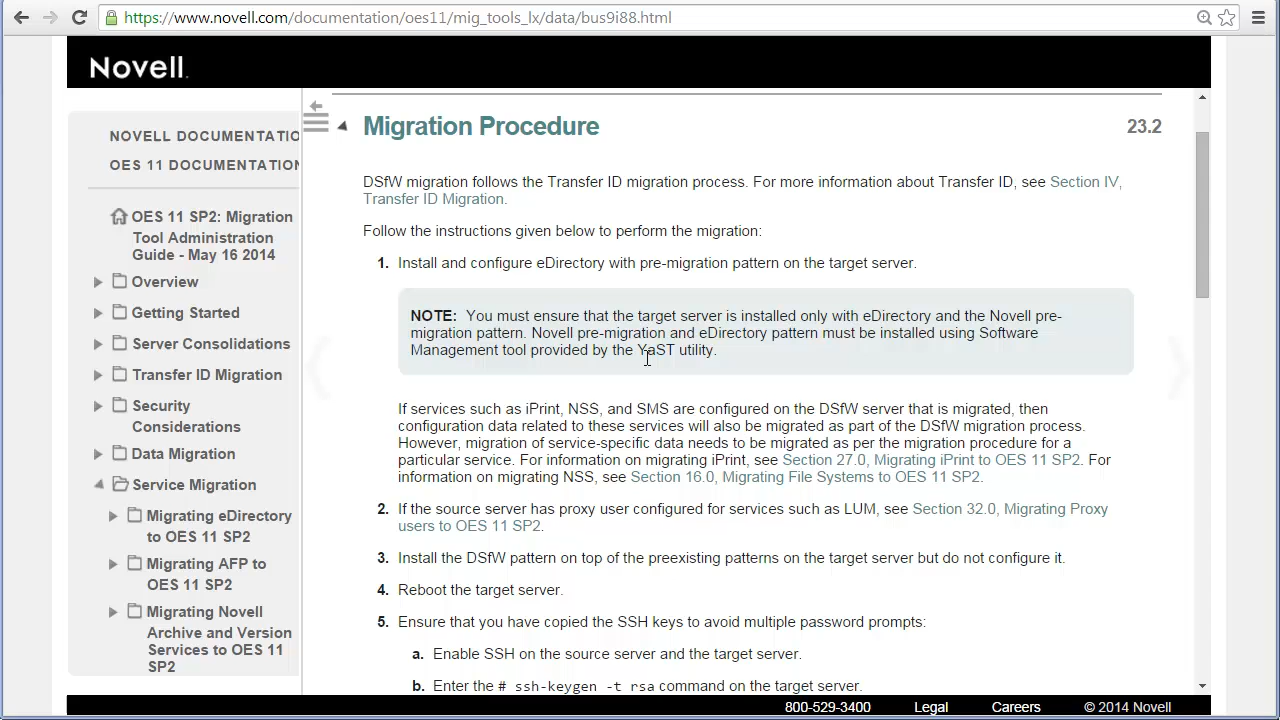 https://www.novell.com/documentation/oes11/mig_tools_lx/data/bus9i88.html
Novell.
NOVELL DOCUMENTATIO
OES 11 DOCUMENTATION
OES 11 SP2: Migration
Tool Administration
Guide - May 16 2014
Overview
Getting Started
Server Consolidations
Transfer ID Migration
Security
Considerations
Data Migration
Service Migration
Migrating eDirectory
to OES 11 SP2
Migrating AFP to
OES 11 SP2
Migrating Novell
Archive and Version
Services to OES 11
SP2
Migration Procedure 23.2
DSfW migration follows the Transfer ID migration process. For more information about Transfer ID, see Section IV,
Transfer ID Migration.
Follow the instructions given below to perform the migration:
1. Install and configure eDirectory with pre-migration pattern on the target server.
NOTE: You must ensure that the target server is installed only with eDirectory and the Novell pre-
migration pattern. Novell pre-migration and eDirectory pattern must be installed using Software
Management tool provided by the YaST utility.
If services such as iPrint, NSS, and SMS are configured on the DSfW server that is migrated, then
configuration data related to these services will also be migrated as part of the DSfW migration process.
However, migration of service-specific data needs to be migrated as per the migration procedure for a
particular service. For information on migrating iPrint, see Section 27.0, Migrating iPrint to OES 11 SP2. For
information on migrating NSS, see Section 16.0, Migrating File Systems to OES 11 SP2.
2. If the source server has proxy user configured for services such as LUM, see Section 32.0, Migrating Proxy
users to OES 11 SP2.
3. Install the DSfW pattern on top of the preexisting patterns on the target server but do not configure it.
4. Reboot the target server.
5. Ensure that you have copied the SSH keys to avoid multiple password prompts:
a. Enable SSH on the source server and the target server.
b. Enter the # ssh-keygen -t rsa command on the target server.
800-529-3400 Legal Careers © 2014 Novell